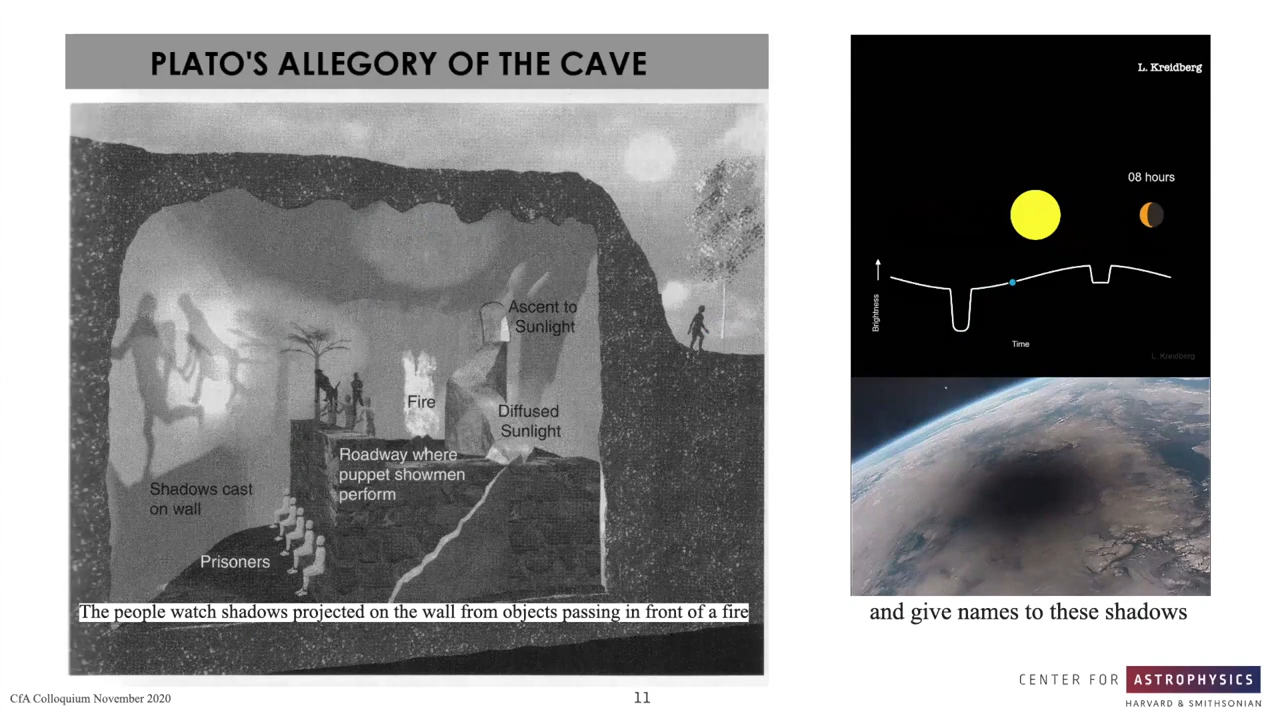 PLATO'S ALLEGORY OF THE CAVE
Ascent to
Sunlight
Fire
Diffused
Sunlight
Roadway where
puppet showmen
perform
Shadows cast
on wall
Prisoners
The people watch shadows projected on the wall from objects passing in front of a fire
L. Kreidberg
08 hours
Brightness
Time
L. Kreidberg
and give names to these shadows
CfA Colloquium November 2020
11
CENTER FOR ASTROPHYSICS
HARVARD & SMITHSONIAN